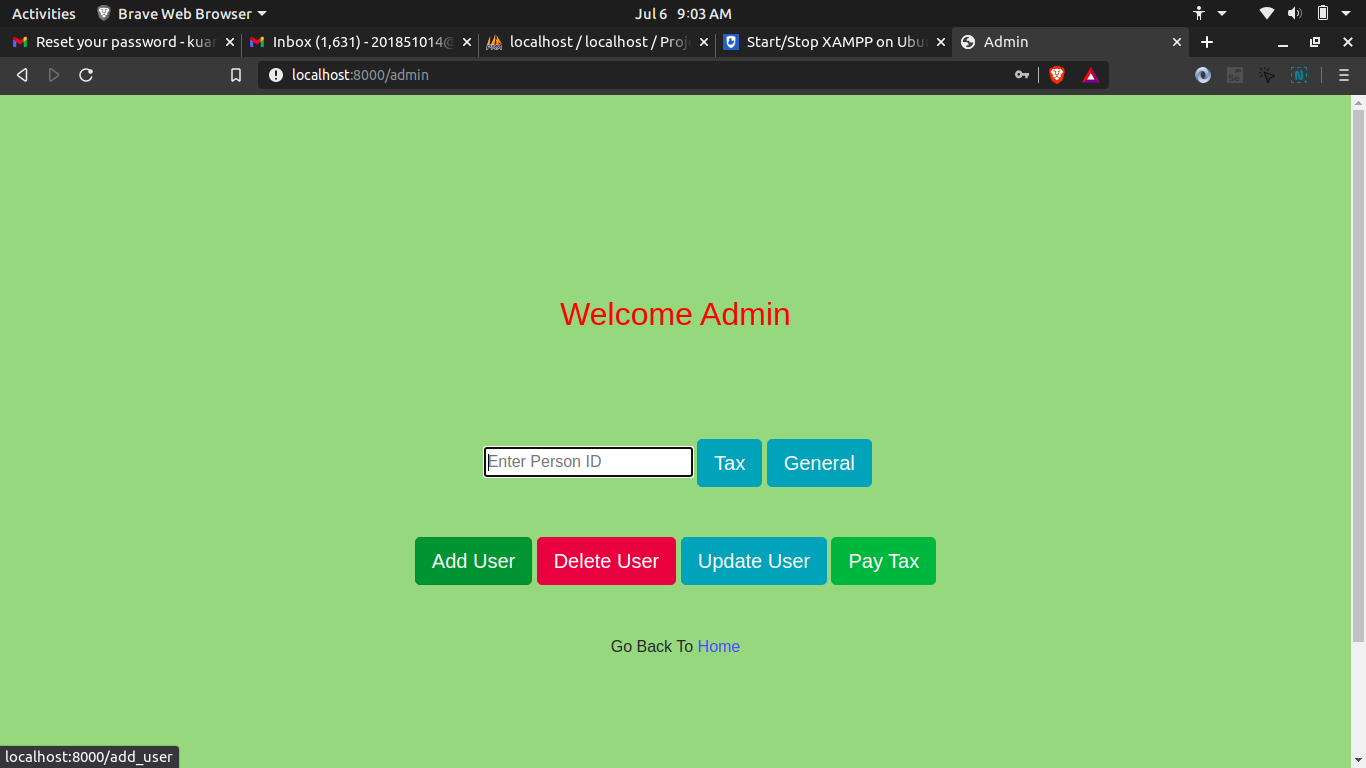 Activities Brave Web Browser Jul 6 9:03 AM
Reset your password - kuar Inbox (1,631) - 201851014@ localhost / localhost / Proj Start/Stop XAMPP on Ubu Admin
localhost:8000/admin
Welcome Admin
Enter Person ID Tax General
Add User Delete User Update User Pay Tax
Go Back To Home
localhost:8000/add_user